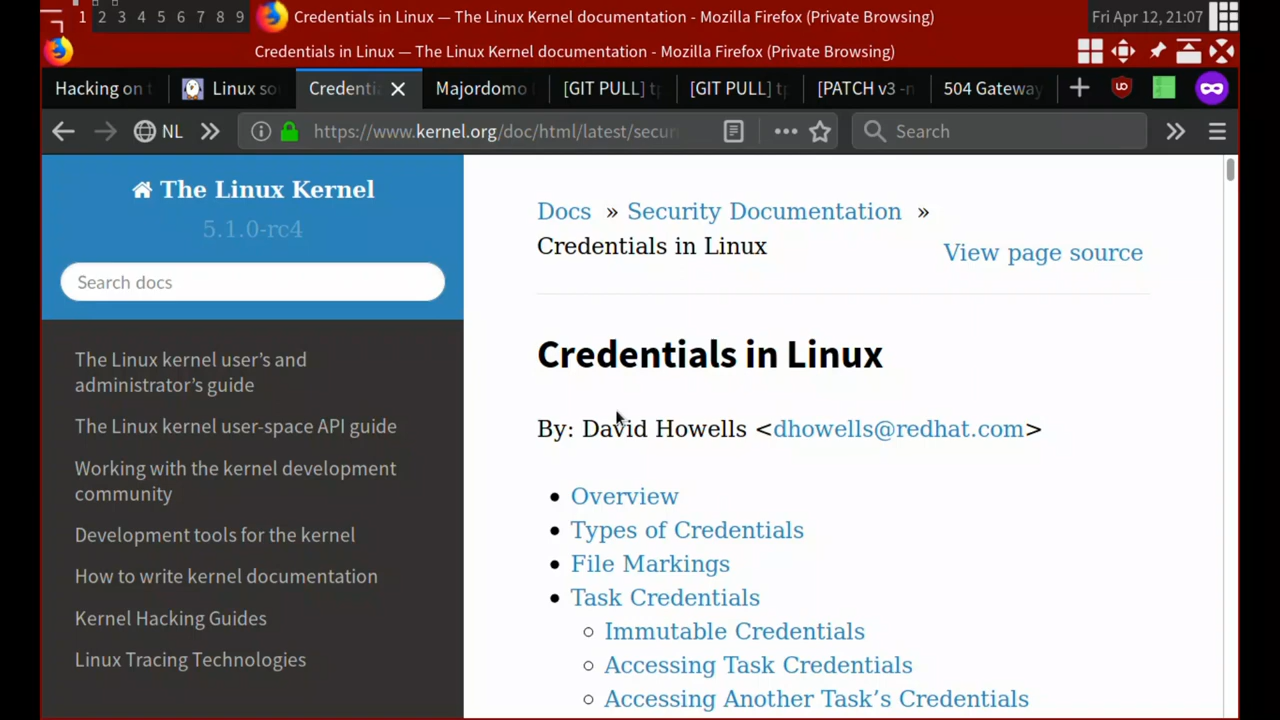 1 2 3 4 5 6 7 8 9 Credentials in Linux — The Linux Kernel documentation - Mozilla Firefox (Private Browsing) Fri Apr 12, 21:07
Credentials in Linux — The Linux Kernel documentation - Mozilla Firefox (Private Browsing)
Hacking on Linux so Credenti Majordomo [GIT PULL] [GIT PULL] [PATCH v3 504 Gateway
NL https://www.kernel.org/doc/html/latest/secur Search
The Linux Kernel
5.1.0-rc4
Search docs
The Linux kernel user’s and
administrator’s guide
The Linux kernel user-space API guide
Working with the kernel development
community
Development tools for the kernel
How to write kernel documentation
Kernel Hacking Guides
Linux Tracing Technologies
Docs » Security Documentation »
Credentials in Linux
View page source
Credentials in Linux
By: David Howells <dhowells@redhat.com>
• Overview
• Types of Credentials
• File Markings
• Task Credentials
○ Immutable Credentials
○ Accessing Task Credentials
○ Accessing Another Task’s Credentials